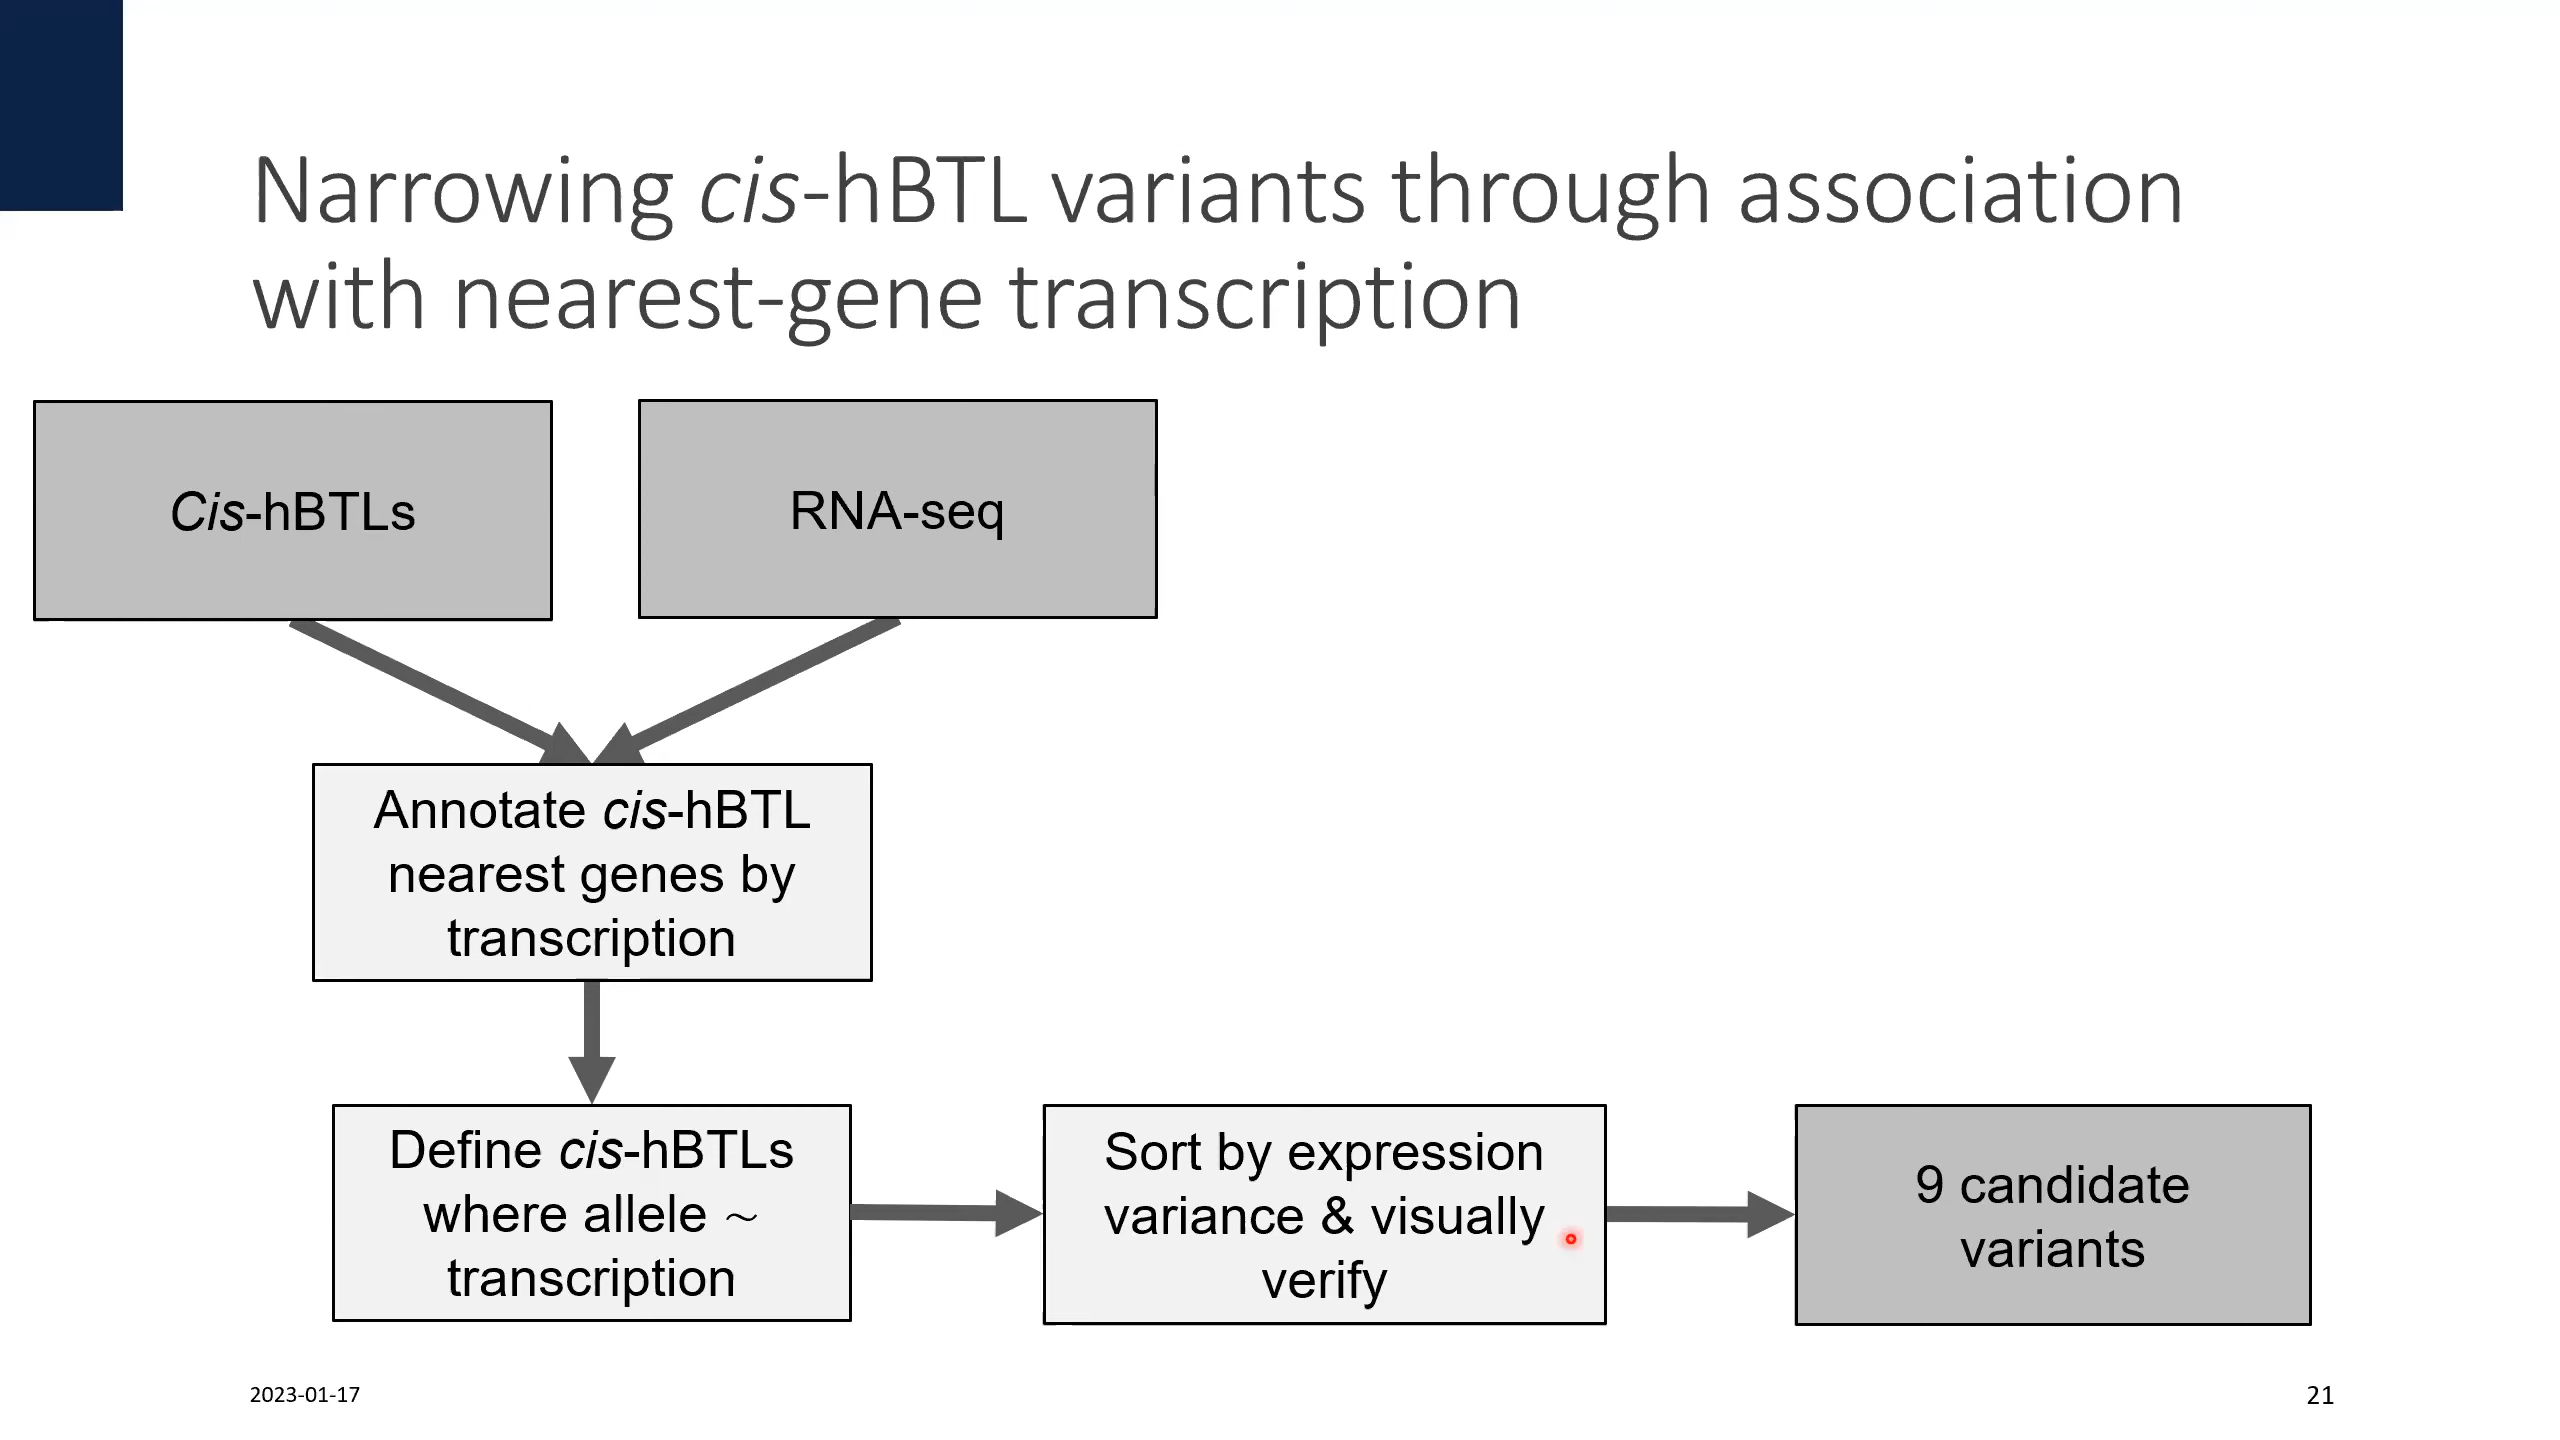 Narrowing cis-hBTL variants through association
with nearest-gene transcription
Cis-hBTLs
RNA-seq
Annotate cis-hBTL
nearest genes by
transcription
Define cis-hBTLs
where allele ~
transcription
Sort by expression
variance & visually
verify
9 candidate
variants
2023-01-17
21